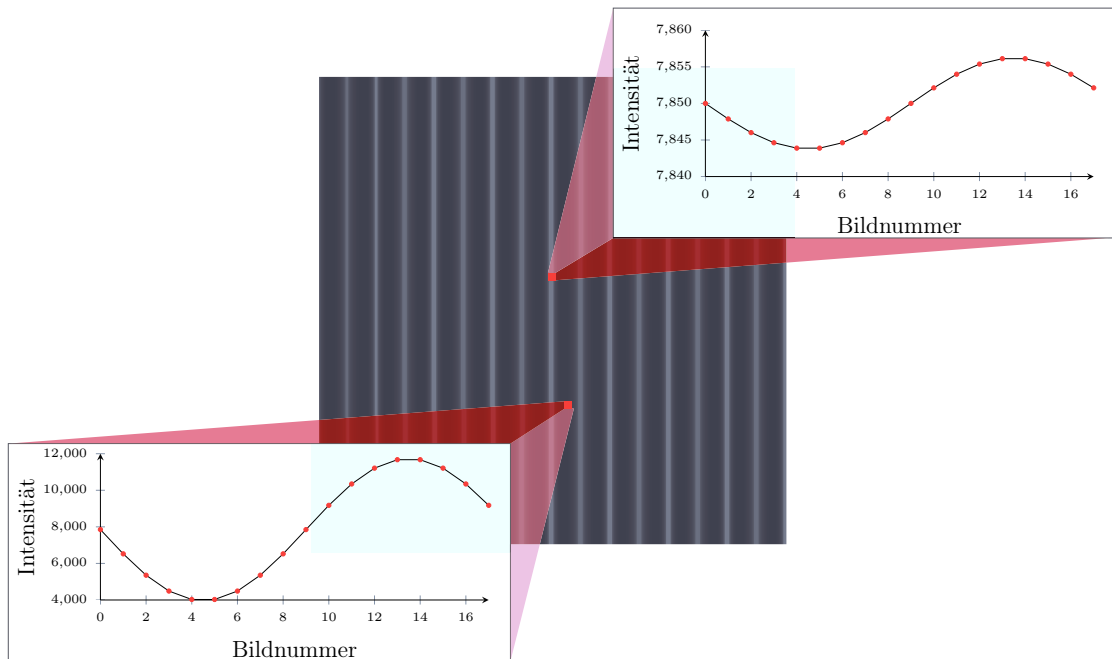 7,860
7,855
7,850
7,845
7,840
Intensität
0 2 4 6 8 10 12 14 16
Bildnummer
12,000
10,000
8,000
6,000
4,000
Intensität
0 2 4 6 8 10 12 14 16
Bildnummer